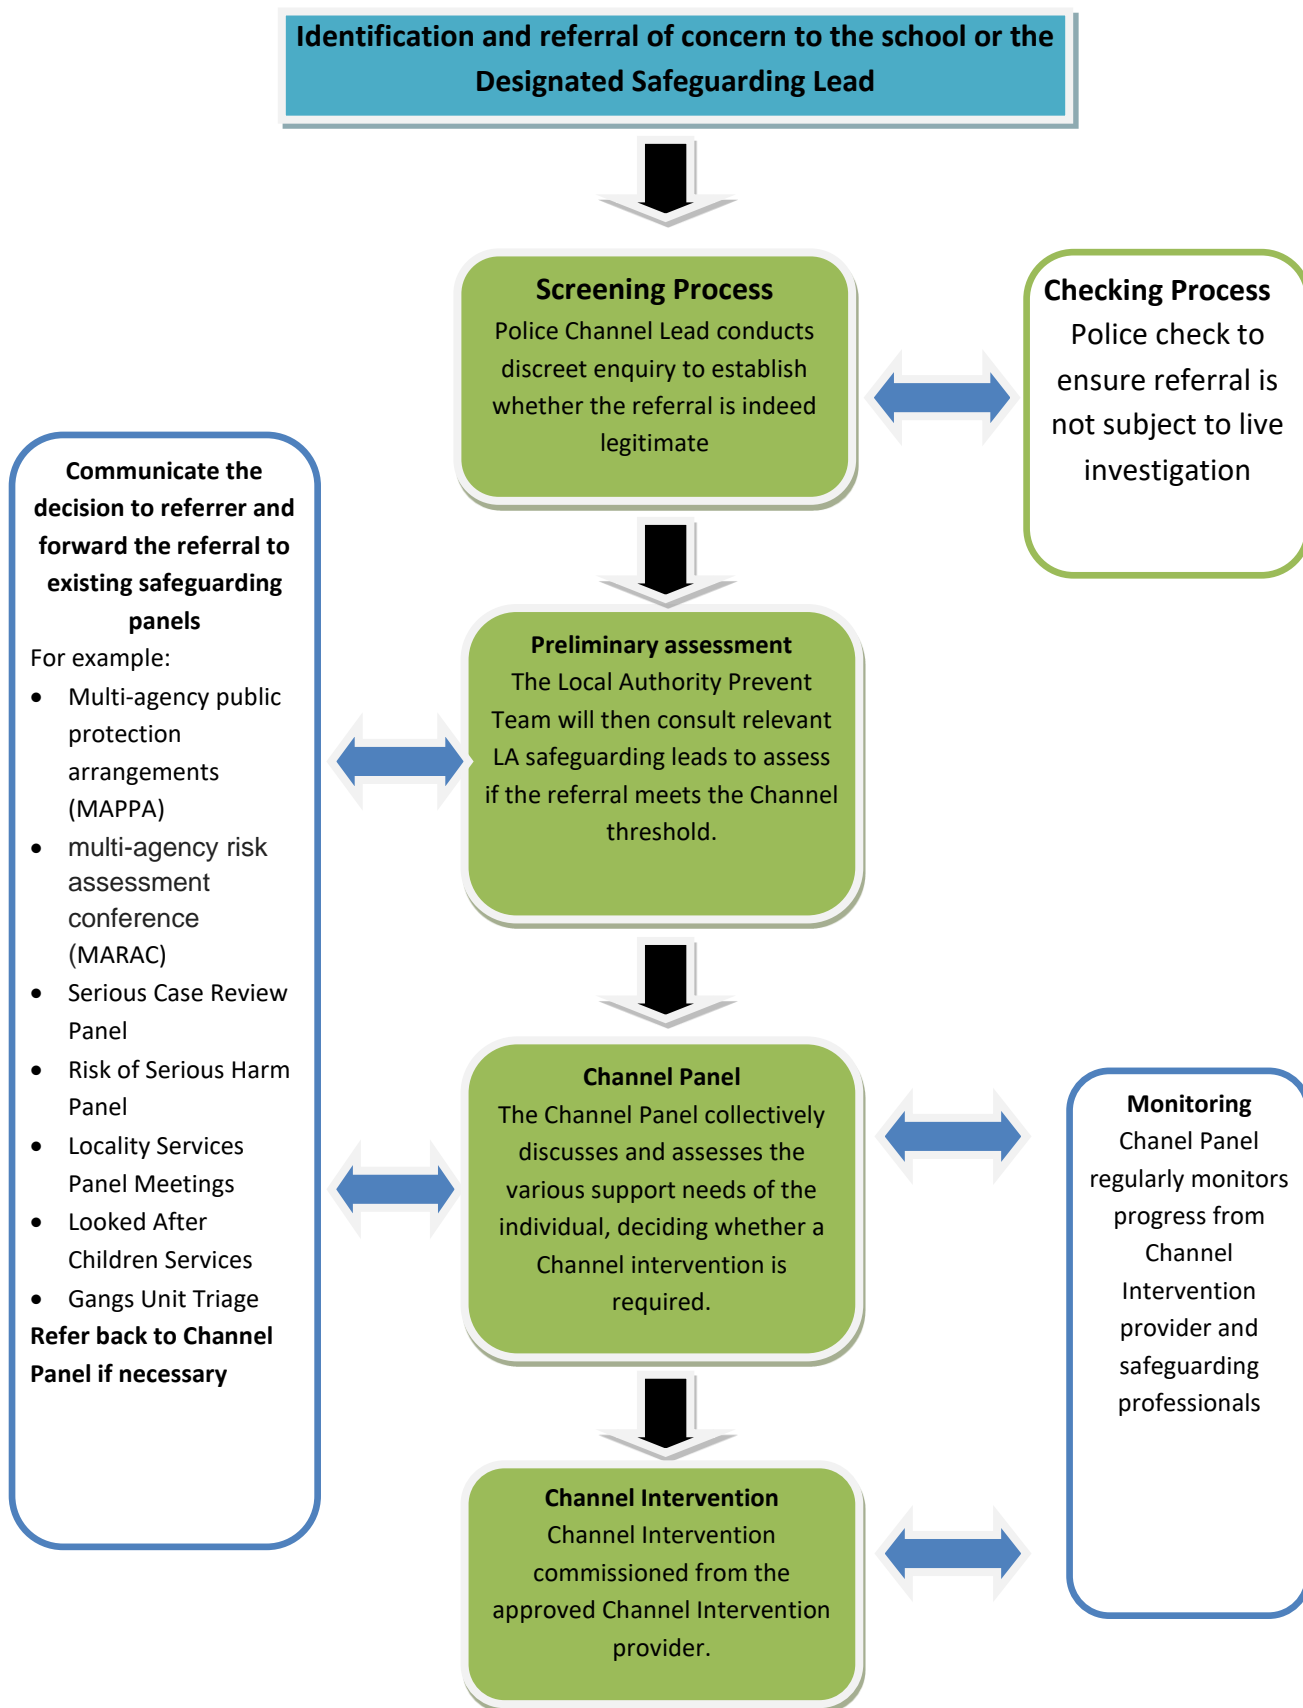 Identification and referral of concern to the school or the
Designated Safeguarding Lead
Screening Process
Police Channel Lead conducts
discreet enquiry to establish
whether the referral is indeed
legitimate
Checking Process
Police check to
ensure referral is
not subject to live
investigation
Communicate the
decision to referrer and
forward the referral to
existing safeguarding
panels
For example:
• Multi-agency public
protection
arrangements
(MAPPA)
• multi-agency risk
assessment
conference
(MARAC)
• Serious Case Review
Panel
• Risk of Serious Harm
Panel
• Locality Services
Panel Meetings
• Looked After
Children Services
• Gangs Unit Triage
Refer back to Channel
Panel if necessary
Preliminary assessment
The Local Authority Prevent
Team will then consult relevant
LA safeguarding leads to assess
if the referral meets the Channel
threshold.
Channel Panel
The Channel Panel collectively
discusses and assesses the
various support needs of the
individual, deciding whether a
Channel intervention is
required.
Monitoring
Chanel Panel
regularly monitors
progress from
Channel
Intervention
provider and
safeguarding
professionals
Channel Intervention
Channel Intervention
commissioned from the
approved Channel Intervention
provider.